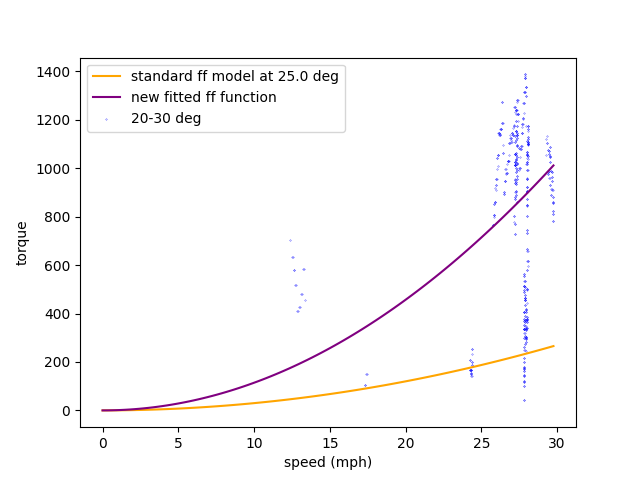 standard ff model at 25.0 deg
new fitted ff function
20-30 deg
1400
1200
1000
800
600
400
200
0
torque
0 5 10 15 20 25 30
speed (mph)